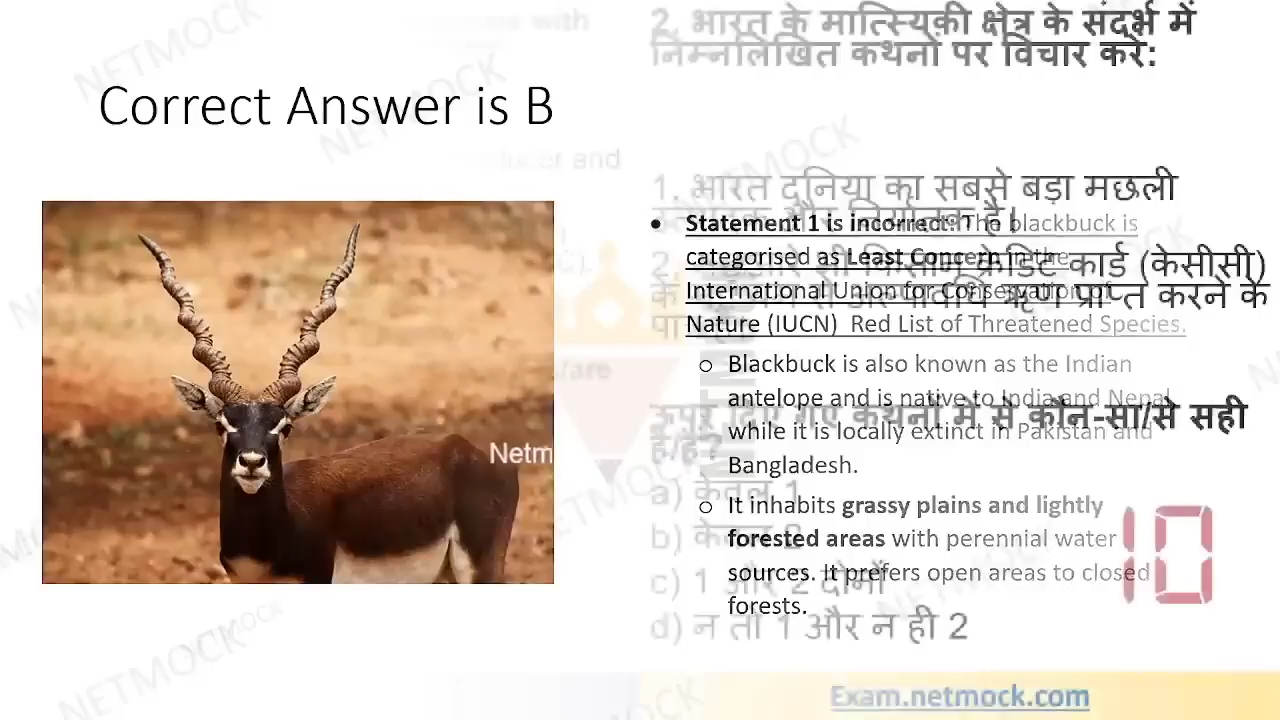 Correct Answer is B
Netm
2. भारत के मात्स्यिकी क्षेत्र के संदर्भ में
निम्नलिखित कथनों पर विचार करे:
1. भारत दुनिया का सबसे बड़ा मछली
निर्यातक है।
• Statement 1 is incorrect: The blackbuck is
categorised as Least Concern in the
International Union for Conservation of
Nature (IUCN) Red List of Threatened Species.
2. किसान क्रेडिट कार्ड (केसीसी)
ऋण प्राप्त करने के
o Blackbuck is also known as the Indian
antelope and is native to India and Nepal
while it is locally extinct in Pakistan and
Bangladesh.
दिए गए कथनों में से कौन-सा/से सही
है/हैं?
o It inhabits grassy plains and lightly
forested areas with perennial water
sources. It prefers open areas to closed
forests.
a) केवल 1
b) केवल 2
c) 1 और 2 दोनों
d) न तो 1 और न ही 2
10
Exam.netmock.com
NETMOCK